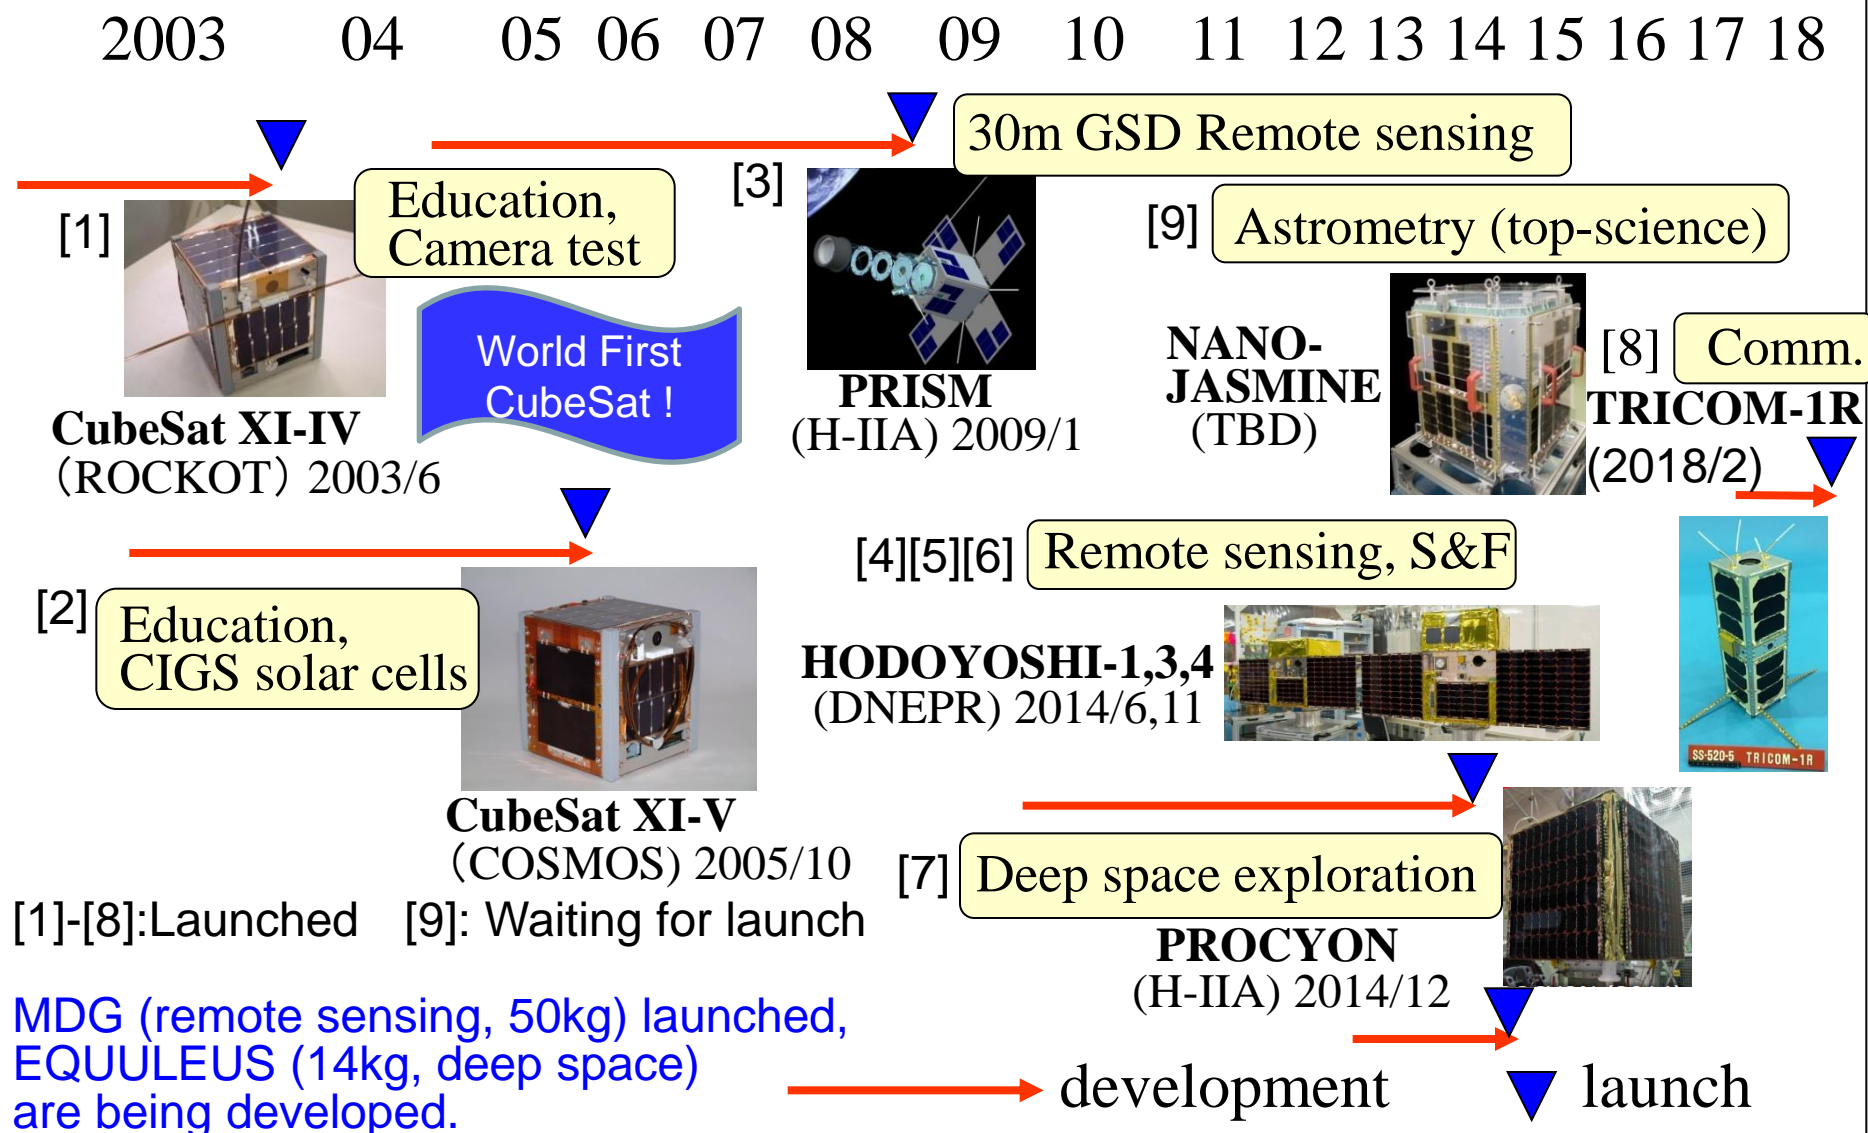 2003 04 05 06 07 08 09 10 11 12 13 14 15 16 17 18
30m GSD Remote sensing
[3]
[1]
Education,
Camera test
[9]
Astrometry (top-science)
World First
CubeSat !
NANO-
JASMINE
(TBD)
[8]
Comm.
TRICOM-1R
(2018/2)
PRISM
(H-IIA) 2009/1
CubeSat XI-IV
（ROCKOT）2003/6
[4][5][6]
Remote sensing, S&F
[2]
Education,
CIGS solar cells
HODOYOSHI-1,3,4
(DNEPR) 2014/6,11
SS-520-5 TRICOM-1R
CubeSat XI-V
（COSMOS) 2005/10
[7]
Deep space exploration
[1]-[8]:Launched [9]: Waiting for launch
PROCYON
(H-IIA) 2014/12
MDG (remote sensing, 50kg) launched,
EQUULEUS (14kg, deep space)
are being developed.
development
launch